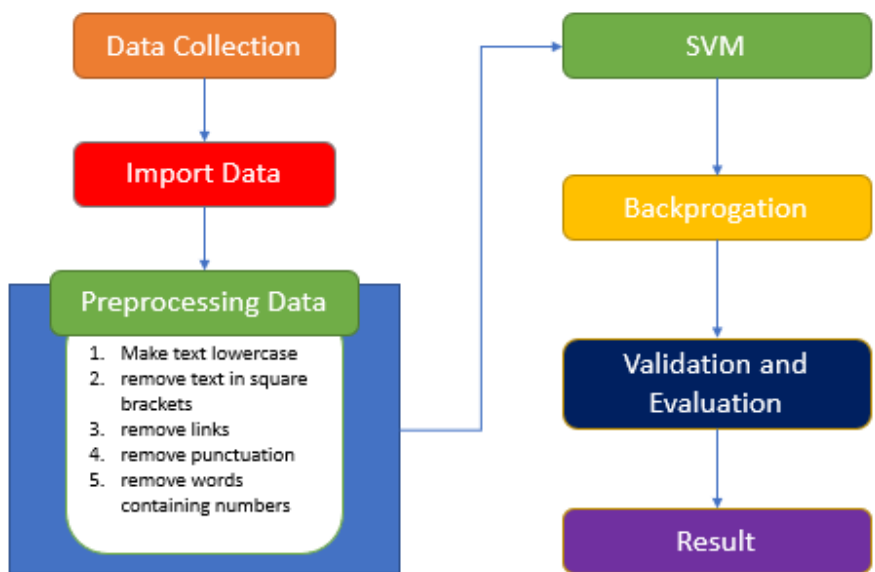 Data Collection
Import Data
Preprocessing Data
1. Make text lowercase
2. remove text in square
brackets
3. remove links
4. remove punctuation
5. remove words
containing numbers
SVM
Backprogation
Validation and
Evaluation
Result